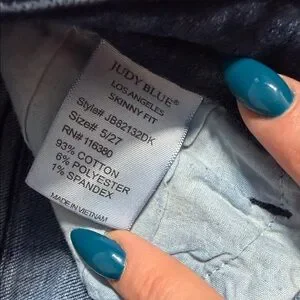 JUDY BLUE®
LOS ANGELES
SKINNY FIT
Style# JB82132DK
Size# 5/27
RN# 116380
93% COTTON
6% POLYESTER
1% SPANDEX
MADE IN VIETNAM